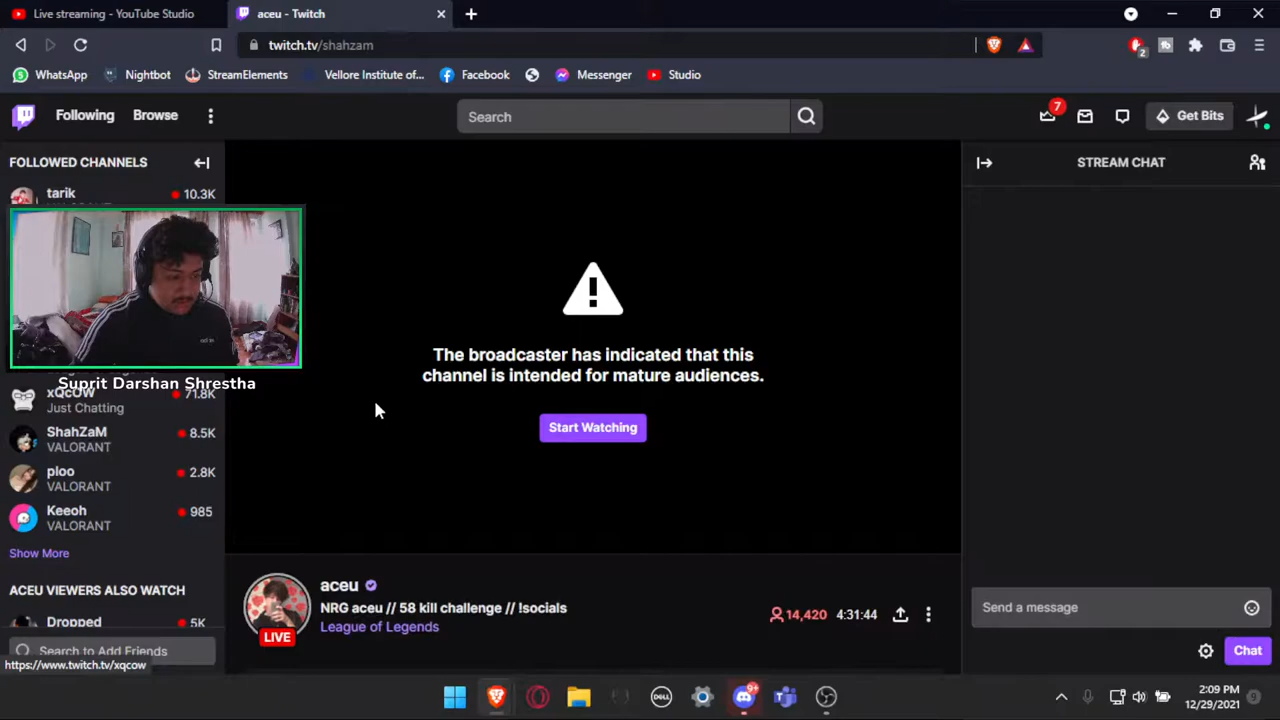 Live streaming - YouTube Studio
aceu - Twitch
twitch.tv/shahzam
2
WhatsApp
Nightbot
StreamElements
Vellore Institute of...
Facebook
Messenger
Studio
Following
Browse
Search
7
Get Bits
FOLLOWED CHANNELS
STREAM CHAT
tarik
10.3K
Suprit Darshan Shrestha
xQcOW
71.8K
Just Chatting
ShahZaM
8.5K
VALORANT
ploo
2.8K
VALORANT
Keeoh
985
VALORANT
Show More
ACEU VIEWERS ALSO WATCH
Dropped
5K
Search to Add Friends
https://www.twitch.tv/xqcow
The broadcaster has indicated that this
channel is intended for mature audiences.
Start Watching
aceu
NRG aceu // 58 kill challenge // !socials
League of Legends
LIVE
14,420
4:31:44
Send a message
Chat
DELL
9+
2:09 PM
12/29/2021